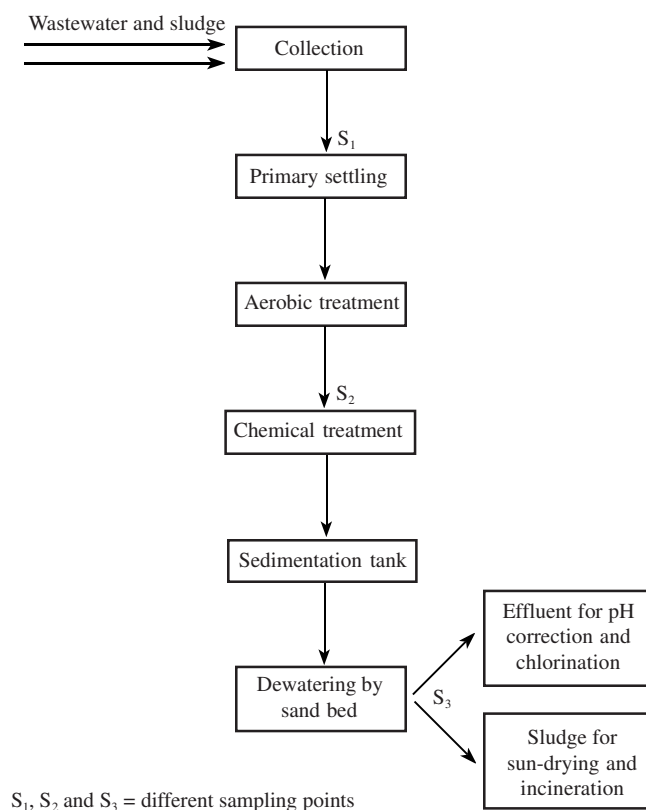 Wastewater and sludge
Collection
S₁
Primary settling
Aerobic treatment
S₂
Chemical treatment
Sedimentation tank
Effluent for pH
correction and
chlorination
Dewatering by
sand bed
S₃
Sludge for
sun-drying and
incineration
S₁, S₂ and S₃ = different sampling points